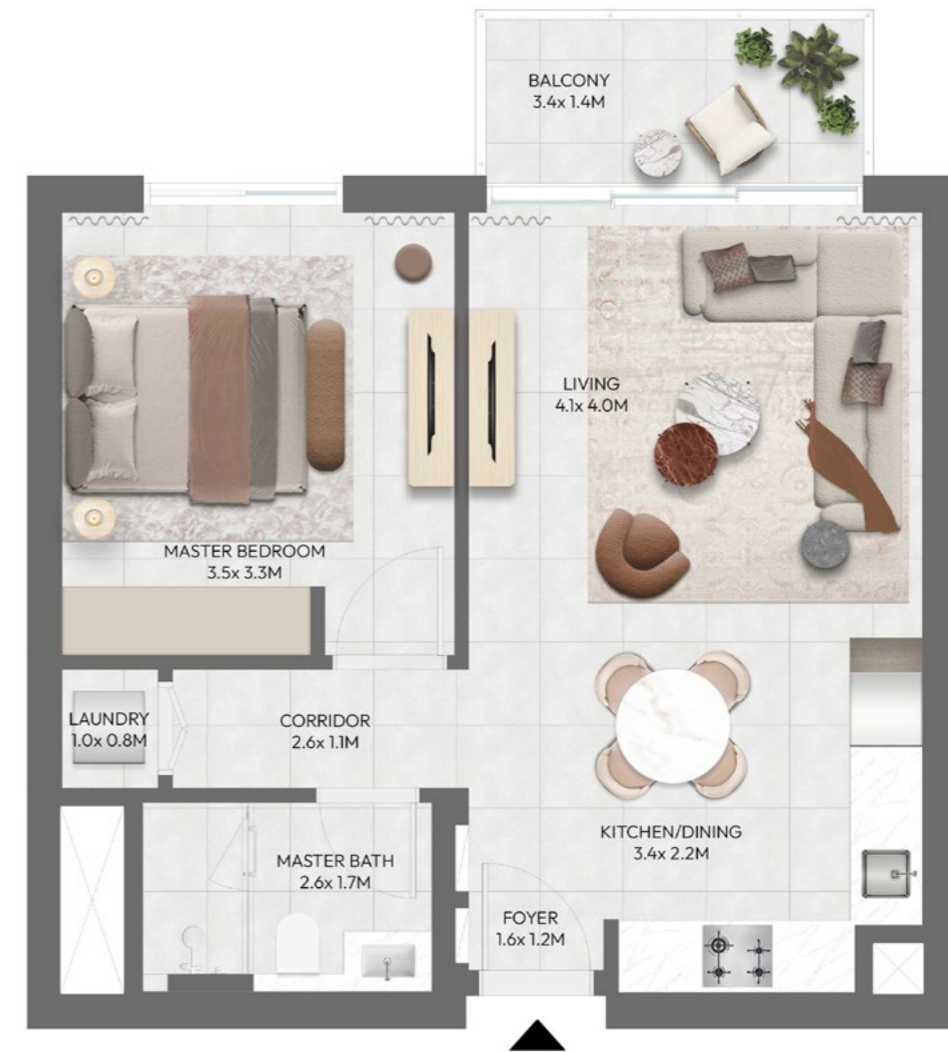 BALCONY
3.4x 1.4M
LIVING
4.1x 4.0M
MASTER BEDROOM
3.5x 3.3M
LAUNDRY
1.0x 0.8M
CORRIDOR
2.6x 1.1M
KITCHEN/DINING
3.4x 2.2M
MASTER BATH
2.6x 1.7M
FOYER
1.6x 1.2M